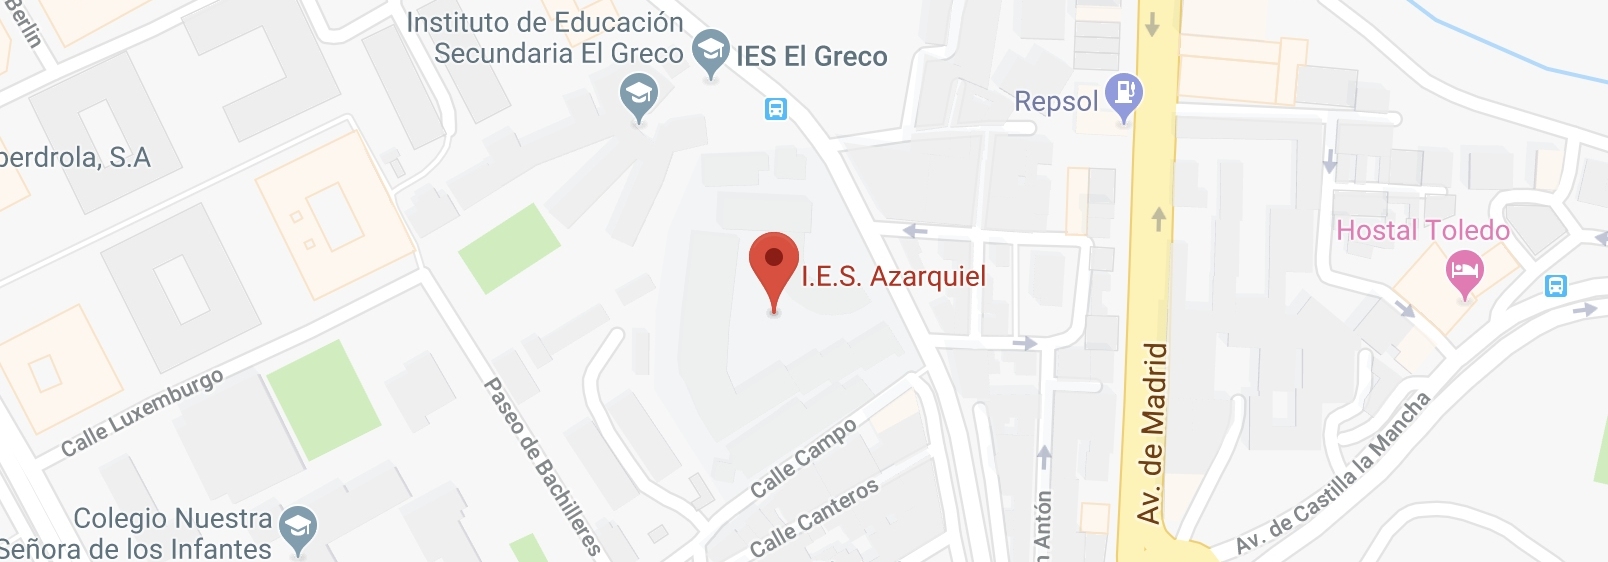 Berlin
Instituto de Educación
Secundaria El Greco
IES El Greco
Repsol
berdrola, S.A
Hostal Toledo
I.E.S. Azarquiel
Calle Luxemburgo
Paseo de Bachilleres
Calle Campo
Calle Canteros
Av. de Madrid
Av. de Castilla la Mancha
n Antón
Colegio Nuestra
Señora de los Infantes